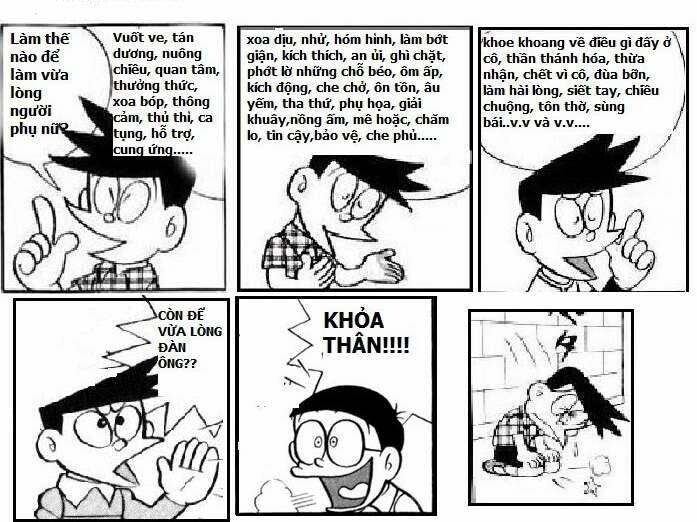 Làm thế
nào để
làm vừa
lòng
người
phụ nữ?
Vuốt ve, tán
dương, nuông
chiều, quan tâm,
thưởng thức,
xoa bóp, thông
cảm, thủ thỉ, ca
tụng, hỗ trợ,
cung ứng.....
xoa dịu, nhử, hóm hỉnh, làm bớt
giận, kích thích, an ủi, ghì chặt,
phớt lờ những chỗ béo, ôm ấp,
kích động, che chở, ôn tồn, âu
yếm, tha thứ, phụ họa, giải
khuây,nồng ấm, mê hoặc, chăm
lo, tin cậy,bảo vệ, che phủ.....
khoe khoang về điều gì đấy ở
cô, thần thánh hóa, thừa
nhận, chết vì cô, đùa bỡn,
làm hài lòng, siết tay, chiều
chuộng, tôn thờ, sùng
bái..v.v và v.v....
CÒN ĐỂ
VỪA LÒNG
ĐÀN
ÔNG??
KHỎA
THÂN!!!!